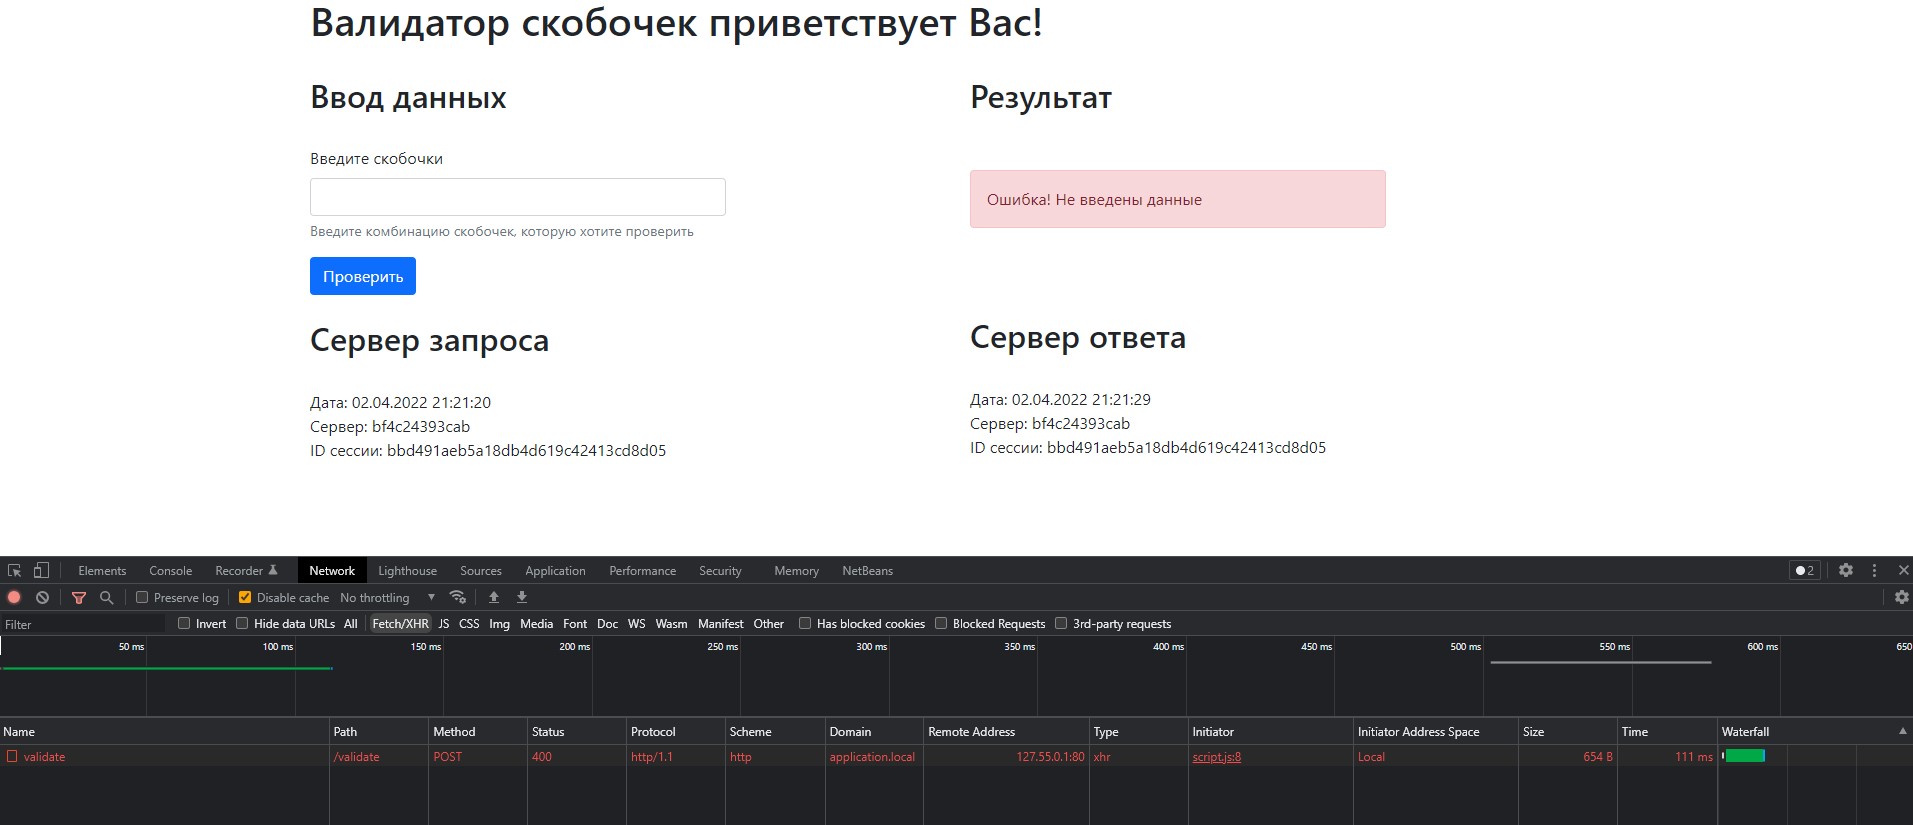 Валидатор скобочек приветствует Вас!
Ввод данных
Введите скобочки
Введите комбинацию скобочек, которую хотите проверить
Проверить
Результат
Ошибка! Не введены данные
Сервер запроса
Дата: 02.04.2022 21:21:20
Сервер: bf4c24393cab
ID сессии: bbd491aeb5a18db4d619c42413cd8d05
Сервер ответа
Дата: 02.04.2022 21:21:29
Сервер: bf4c24393cab
ID сессии: bbd491aeb5a18db4d619c42413cd8d05
Elements Console Recorder Network Lighthouse Sources Application Performance Security Memory NetBeans 2
Preserve log Disable cache No throttling
Filter Invert Hide data URLs All Fetch/XHR JS CSS Img Media Font Doc WS Wasm Manifest Other Has blocked cookies Blocked Requests 3rd-party requests
50 ms 100 ms 150 ms 200 ms 250 ms 300 ms 350 ms 400 ms 450 ms 500 ms 550 ms 600 ms 650
Name Path Method Status Protocol Scheme Domain Remote Address Type Initiator Initiator Address Space Size Time Waterfall
validate /validate POST 400 http/1.1 http application.local 127.55.0.1:80 xhr script.js:8 Local 654 B 111 ms